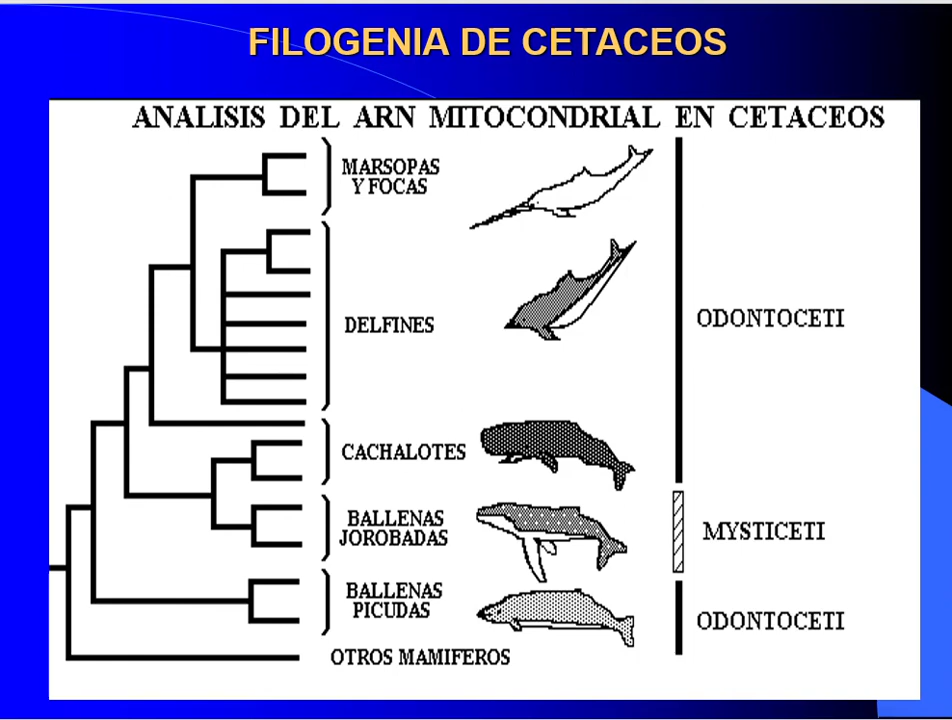 FILOGENIA DE CETACEOS
ANALISIS DEL ARN MITOCONDRIAL EN CETACEOS
MARSOPAS
Y FOCAS
DELFINES
ODONTOCETI
CACHALOTES
BALLENAS
JOROBADAS
MYSTICETI
BALLENAS
PICUDAS
ODONTOCETI
OTROS MAMIFEROS